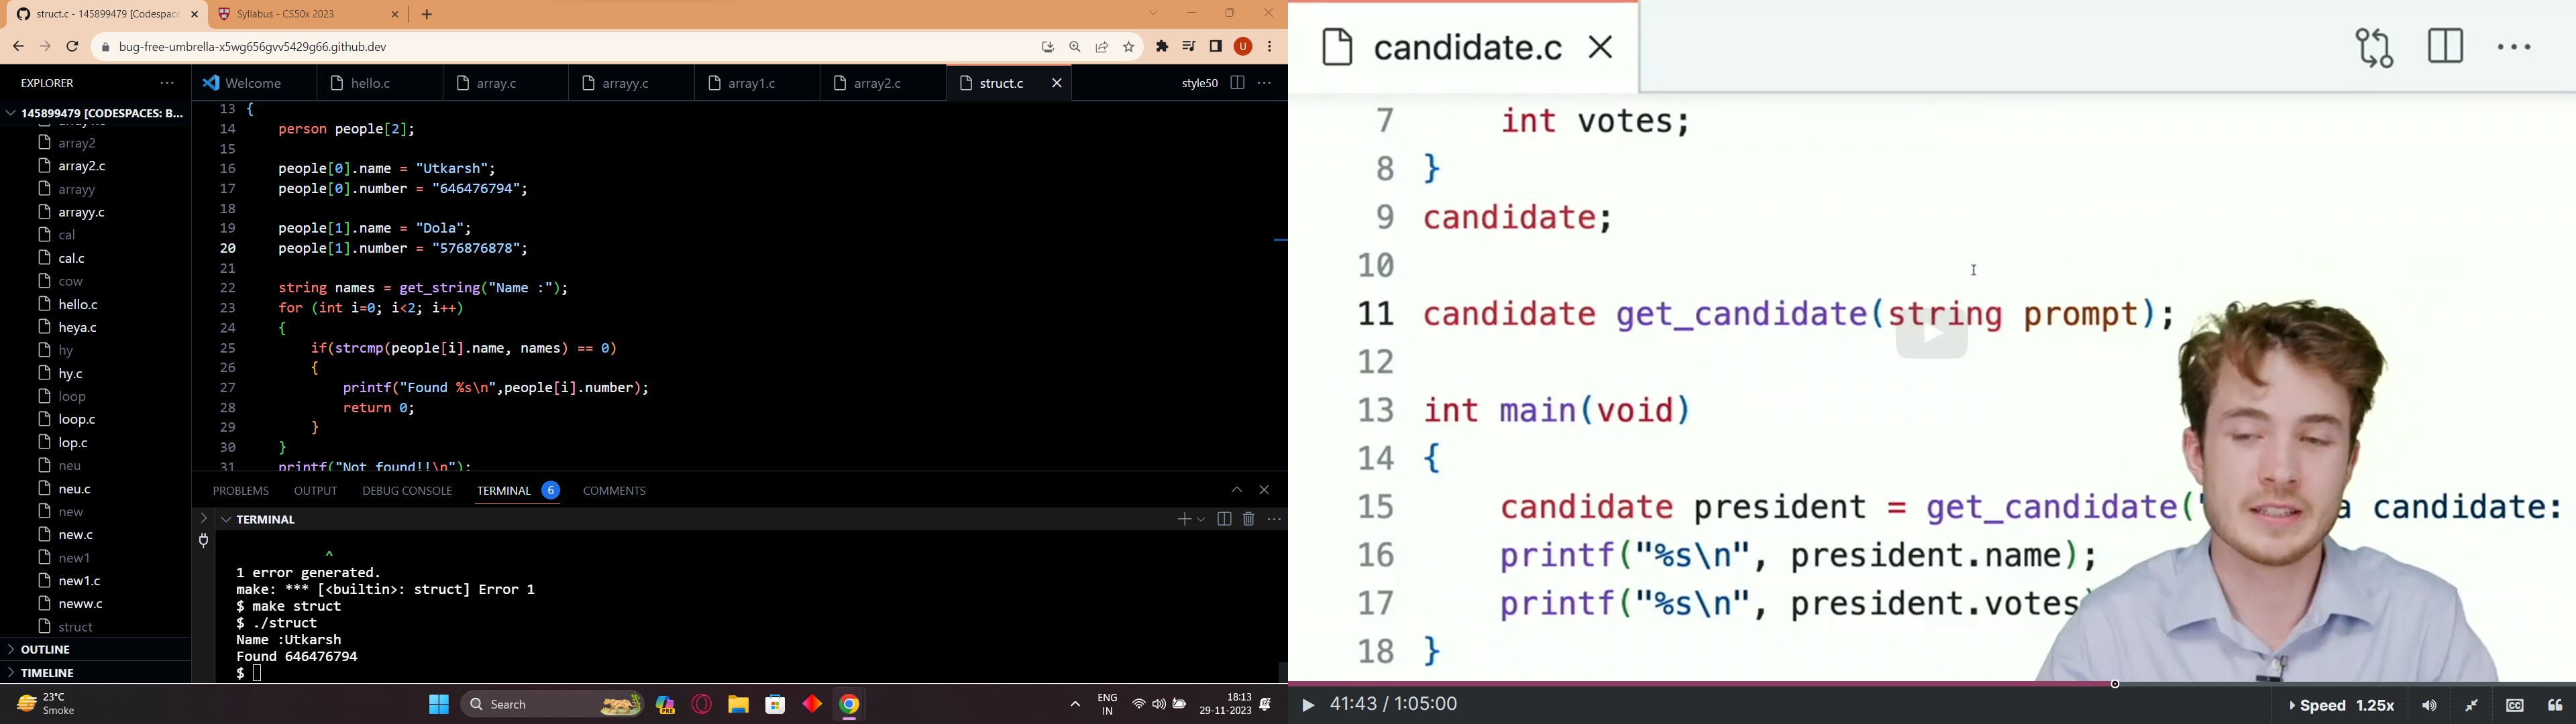 struct.c - 145899479 [Codespac
Syllabus - CS50x 2023
bug-free-umbrella-x5wg656gvv5429g66.github.dev
U
EXPLORER
Welcome
hello.c
array.c
arrayy.c
array1.c
array2.c
struct.c
style50
145899479 [CODESPACES: B...
array2
array2.c
arrayy
arrayy.c
cal
cal.c
cow
hello.c
heya.c
hy
hy.c
loop
loop.c
lop.c
neu
neu.c
new
new.c
new1
new1.c
neww.c
struct
OUTLINE
TIMELINE
13 {
14 person people[2];
15
16 people[0].name = "Utkarsh";
17 people[0].number = "646476794";
18
19 people[1].name = "Dola";
20 people[1].number = "576876878";
21
22 string names = get_string("Name :");
23 for (int i=0; i<2; i++)
24 {
25 if(strcmp(people[i].name, names) == 0)
26 {
27 printf("Found %s\n",people[i].number);
28 return 0;
29 }
30 }
31 printf("Not found!!\n");
PROBLEMS OUTPUT DEBUG CONSOLE TERMINAL 6 COMMENTS
TERMINAL
^
1 error generated.
make: *** [<builtin>: struct] Error 1
$ make struct
$ ./struct
Name :Utkarsh
Found 646476794
$
23°C
Smoke
Search
PRE
ENG
IN
18:13
29-11-2023
candidate.c
7 int votes;
8 }
9 candidate;
10
11 candidate get_candidate(string prompt);
12
13 int main(void)
14 {
15 candidate president = get_candidate(" a candidate:
16 printf("%s\n", president.name);
17 printf("%s\n", president.votes
18 }
41:43 / 1:05:00
Speed 1.25x
CC